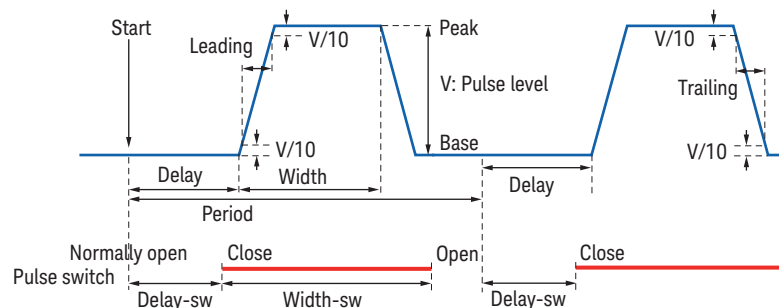 Start
Leading
V/10
Peak
V/10
V: Pulse level
Trailing
V/10
Base
V/10
Delay
Width
Delay
Period
Normally open
Close
Open
Close
Pulse switch
Delay-sw
Width-sw
Delay-sw